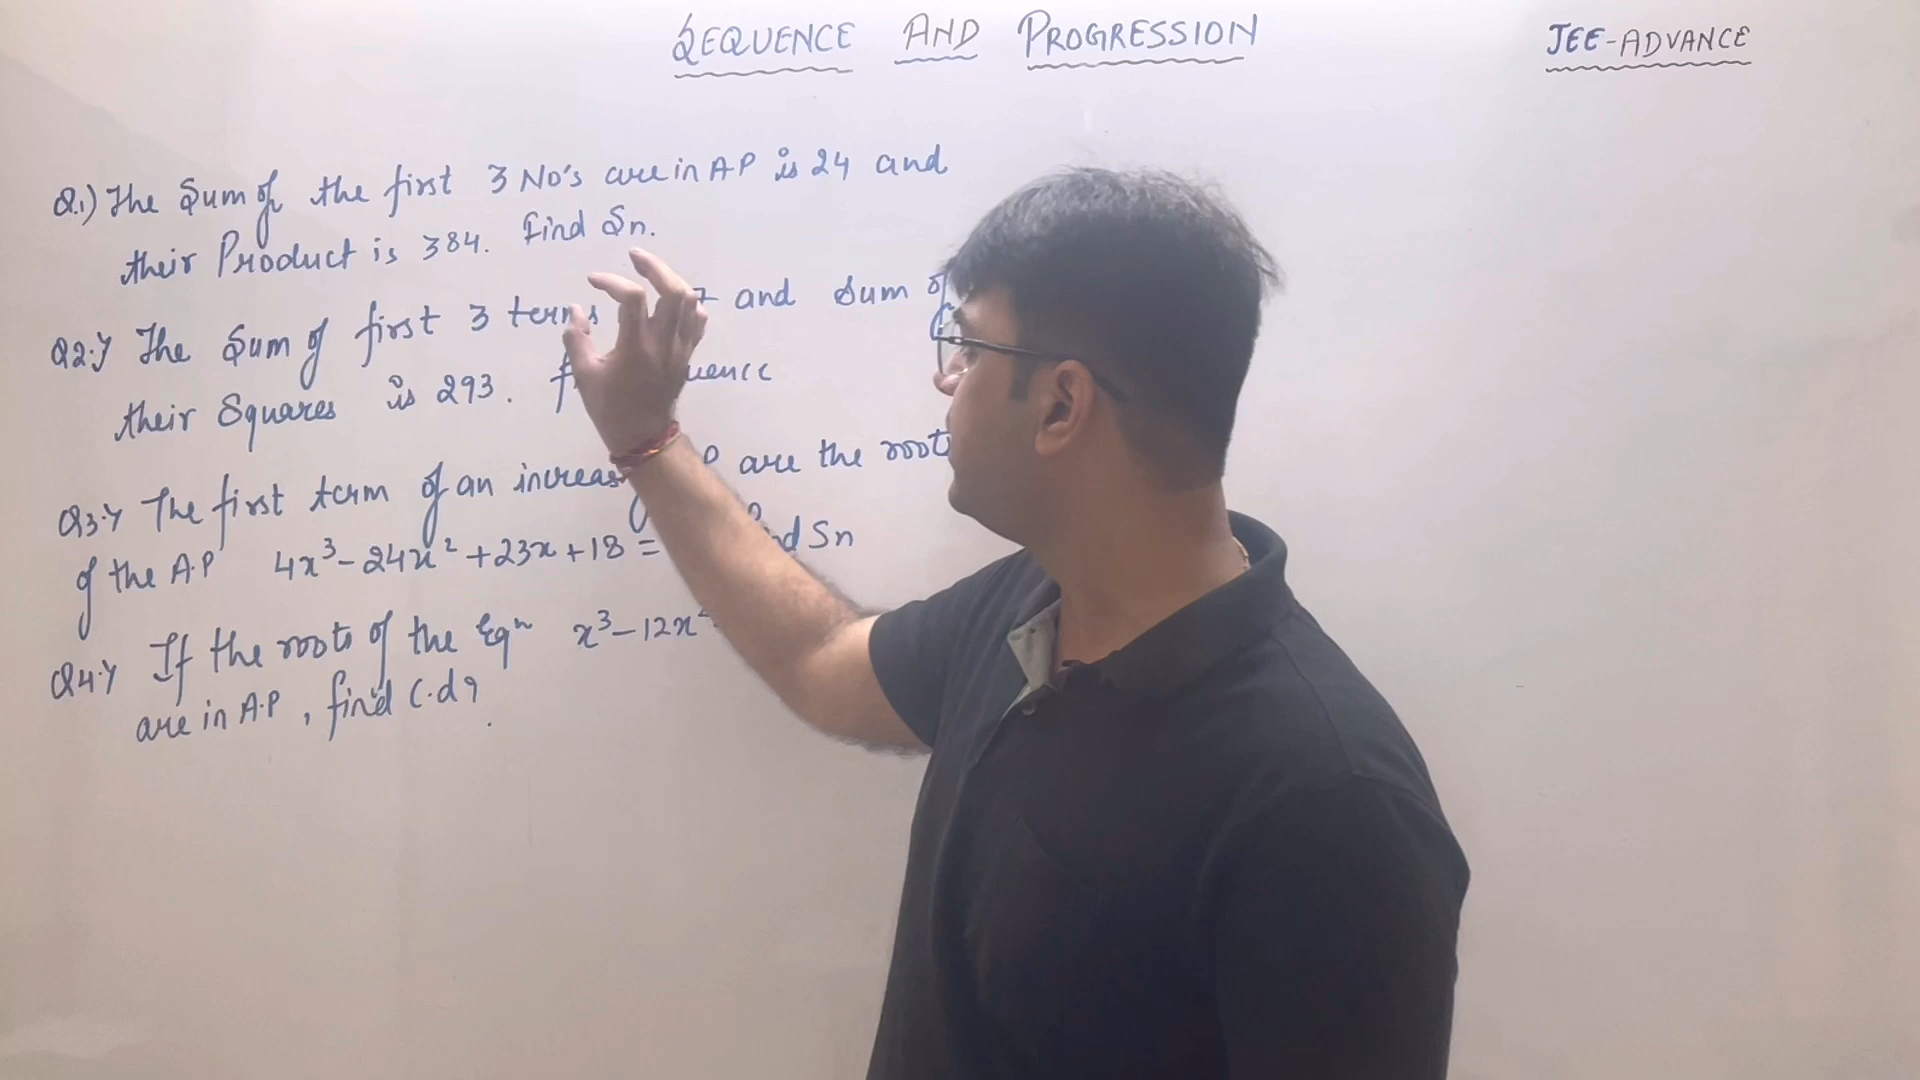 SEQUENCE AND PROGRESSION
JEE-ADVANCE
Q.1) The Sum of the first 3 No's are in AP is 24 and
their Product is 384. Find Sn.
Q2.) The Sum of first 3 terms and Sum of
their Squares is 293.
Q3.) The first term of an increas are the root
of the A.P 4x³-24x²+23x+18= Sn
Q4.) If the roots of the Eqⁿ x³-12x²
are in A.P, find C.d?